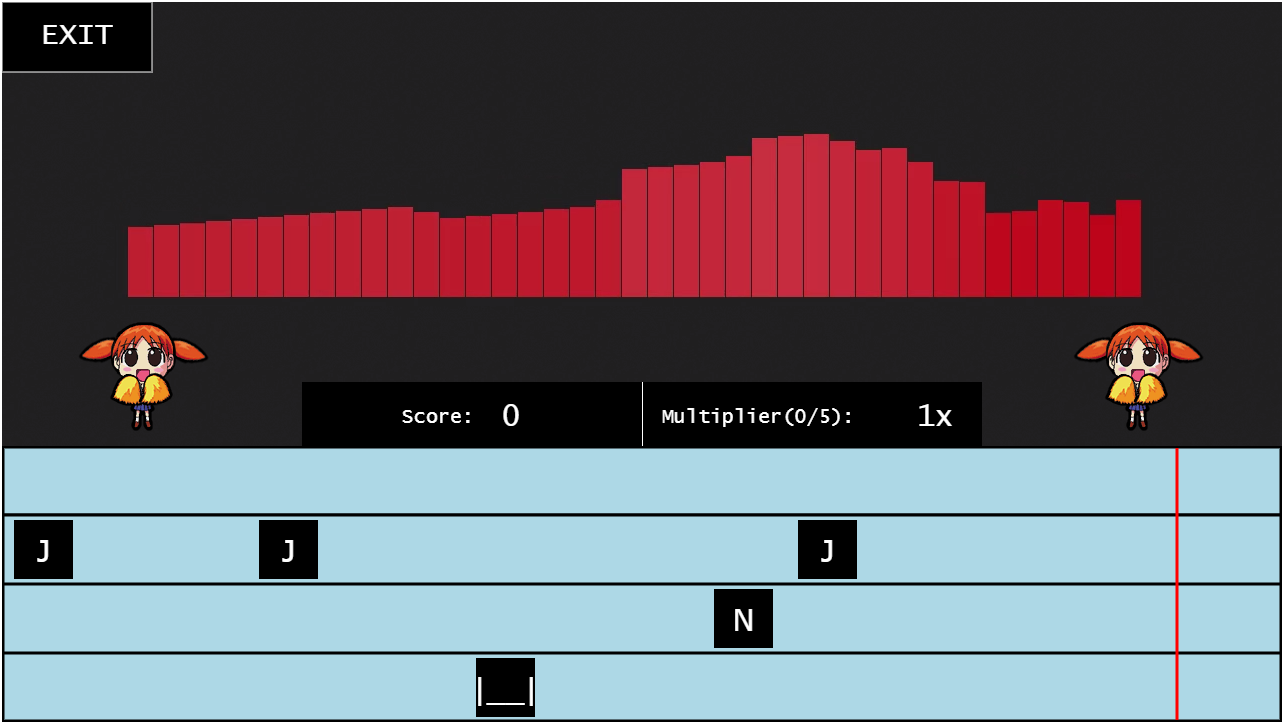 EXIT
Score: 0
Multiplier(0/5): 1x
J J J
N
|__|